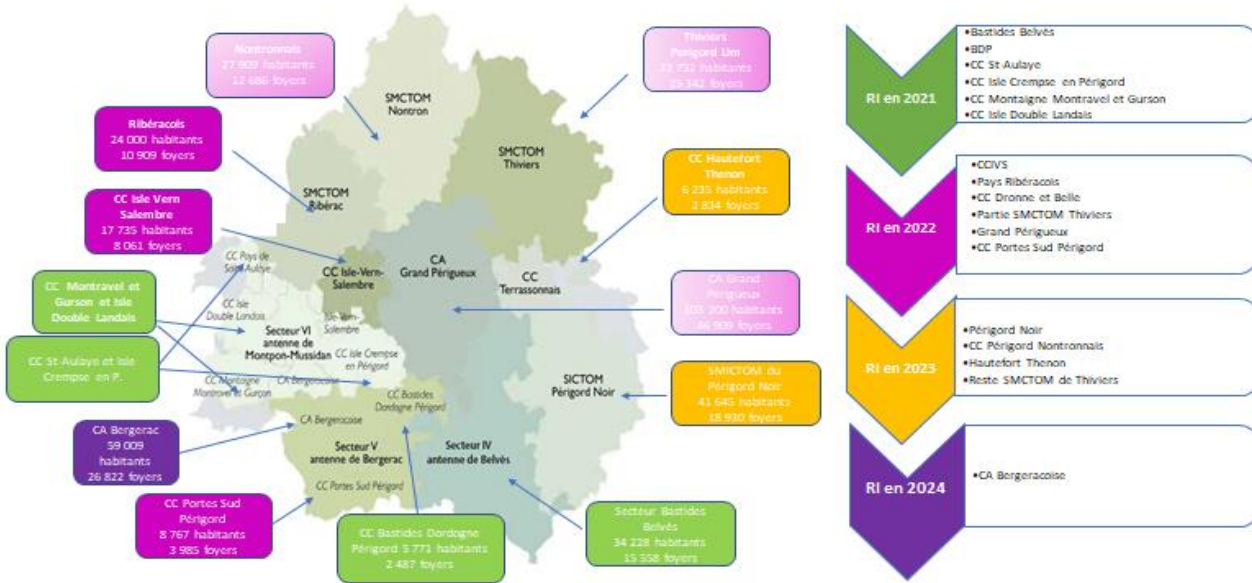 Nontronnais
27 909 habitants
12 686 foyers
Thiviers
Périgord Lim
Ribéracois
24 000 habitants
10 909 foyers
CC Hautefort
Thenon
6 235 habitants
2 834 foyers
CC Isle Vern
Salembre
17 735 habitants
8 061 foyers
CC Montravel et
Gurson et Isle
Double Landais
CC St Aulaye et Isle
Crempse en P.
CA Grand
Périgueux
103 200 habitants
46 909 foyers
SMICTOM du
Périgord Noir
41 645 habitants
18 930 foyers
CA Bergerac
59 009
habitants
26 822 foyers
CC Portes Sud
Périgord
8 767 habitants
3 985 foyers
CC Bastides Dordogne
Périgord 5 771 habitants
2 487 foyers
Secteur Bastides
Belvès
34 228 habitants
15 558 foyers
SMCTOM
Nontron
SMCTOM
Thiviers
SMCTOM
Ribérac
CC Pays de
Saint-Aulaye
CC Isle-Vern-
Salembre
CA
Grand Périgueux
CC
Terrassonnais
CC Isle
Double Landais
Isle-Vern-
Salembre
Secteur VI
antenne de
Montpon-Mussidan
CC Isle Crempse
en Périgord
CC Montaigne
Montravel et Gurçon
CA Bergeracoise
CC Bastides
Dordogne Périgord
SICTOM
Périgord Noir
CA Bergeracoise
Secteur V
antenne de Bergerac
Secteur IV
antenne de Belvès
CC Portes Sud Périgord
RI en 2021
•Bastides Belvès
•BDP
•CC St Aulaye
•CC Isle Crempse en Périgord
•CC Montaigne Montravel et Gurson
•CC Isle Double Landais
RI en 2022
•CCIVS
•Pays Ribéracois
•CC Dronne et Belle
•Partie SMCTOM Thiviers
•Grand Périgueux
•CC Portes Sud Périgord
RI en 2023
•Périgord Noir
•CC Périgord Nontronnais
•Hautefort Thenon
•Reste SMCTOM de Thiviers
RI en 2024
•CA Bergeracoise